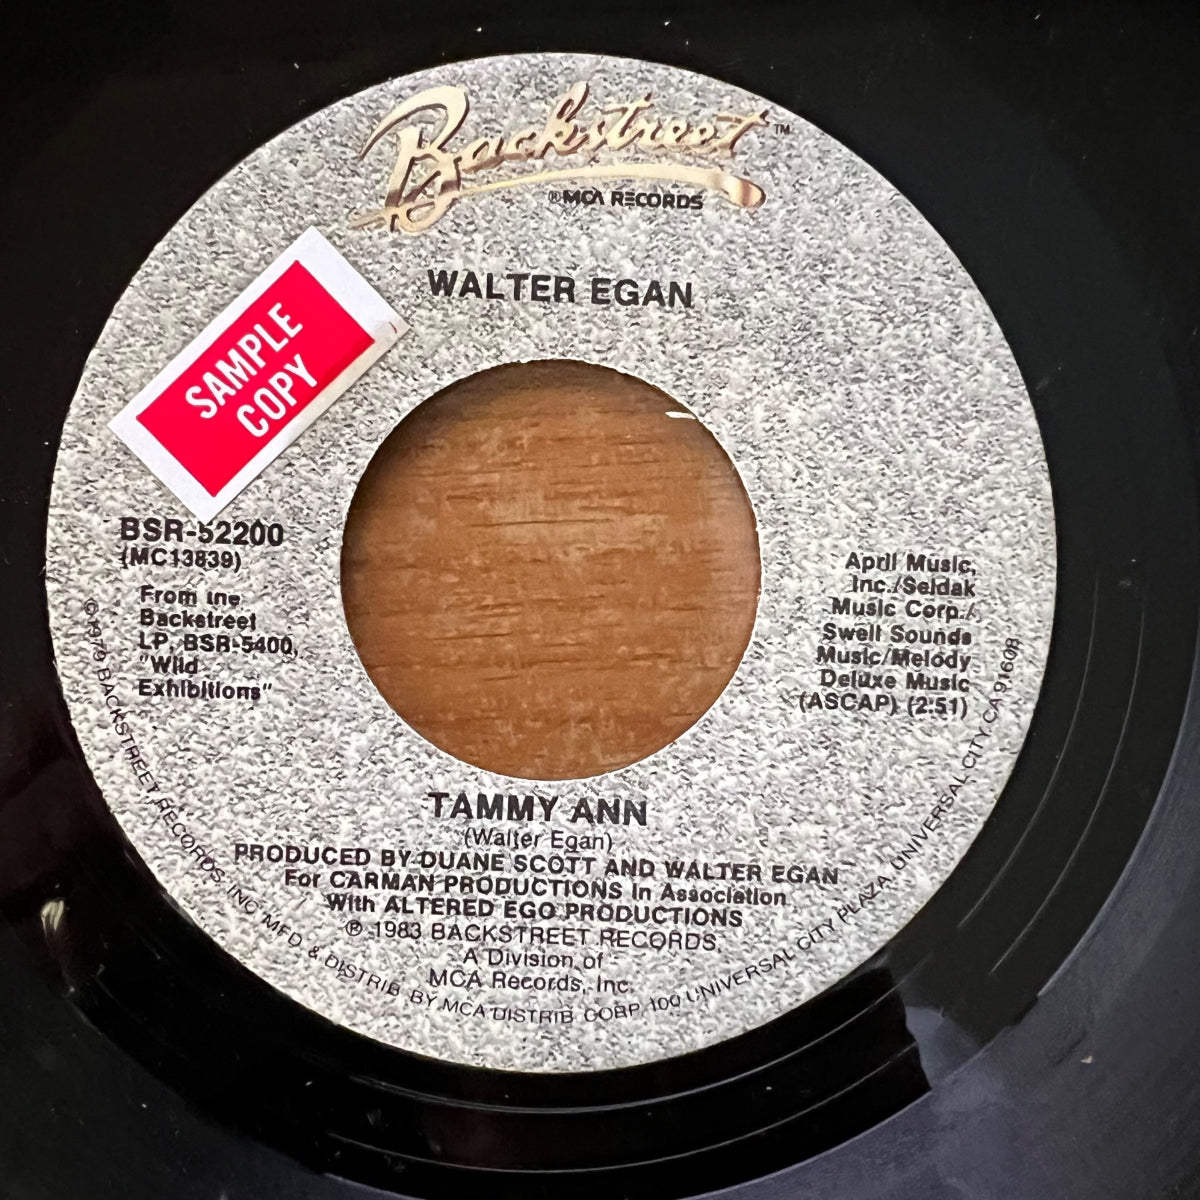 Backstreet™
®MCA RECORDS
WALTER EGAN
SAMPLE
COPY
BSR-52200
(MC13839)
From the
Backstreet
LP, BSR-5400,
"Wild
Exhibitions"
April Music,
Inc./Seldak
Music Corp./
Swell Sounds
Music/Melody
Deluxe Music
(ASCAP) (2:51)
TAMMY ANN
(Walter Egan)
PRODUCED BY DUANE SCOTT AND WALTER EGAN
For CARMAN PRODUCTIONS In Association
With ALTERED EGO PRODUCTIONS
℗ 1983 BACKSTREET RECORDS,
A Division of
MCA Records, Inc.
©1979 BACKSTREET RECORDS, INC MFD & DISTRIB BY MCA DISTRIB CORP, 100 UNIVERSAL CITY PLAZA, UNIVERSAL CITY, CA 91608